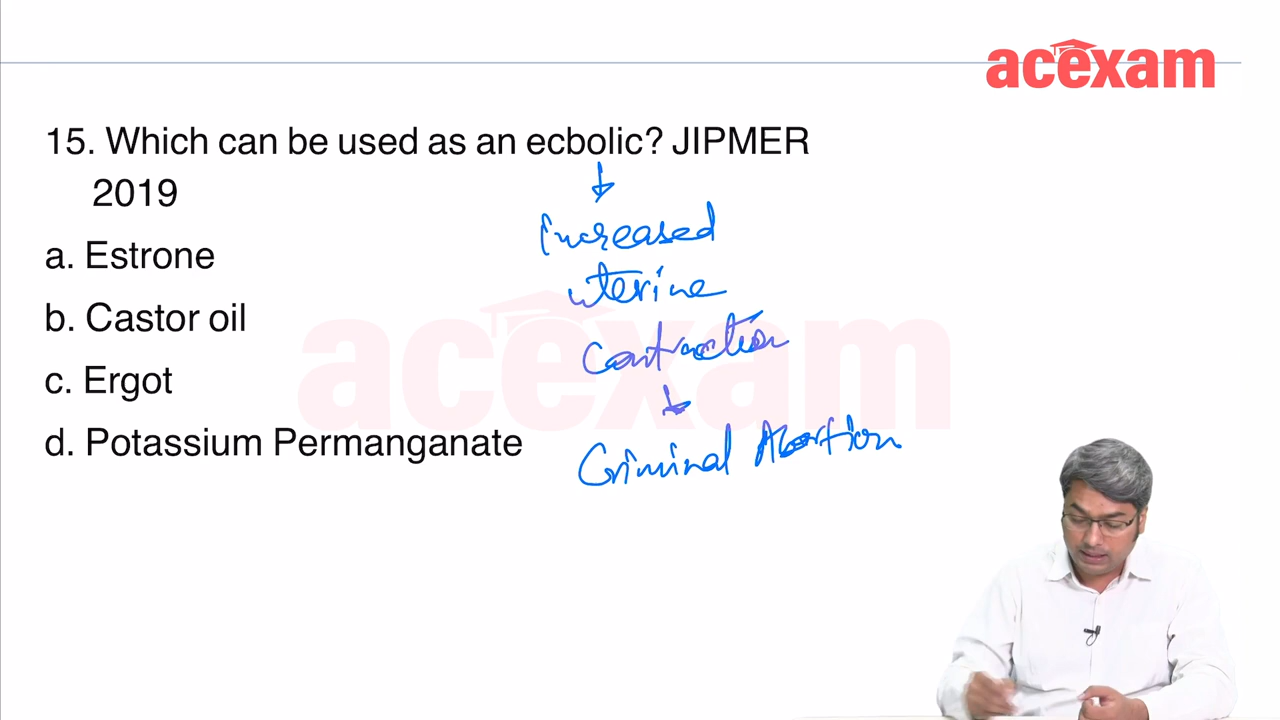 acexam
15. Which can be used as an ecbolic? JIPMER
2019
Increased
a. Estrone
uterine
b. Castor oil
acexam
Contraction
c. Ergot
d. Potassium Permanganate
Criminal Abortion